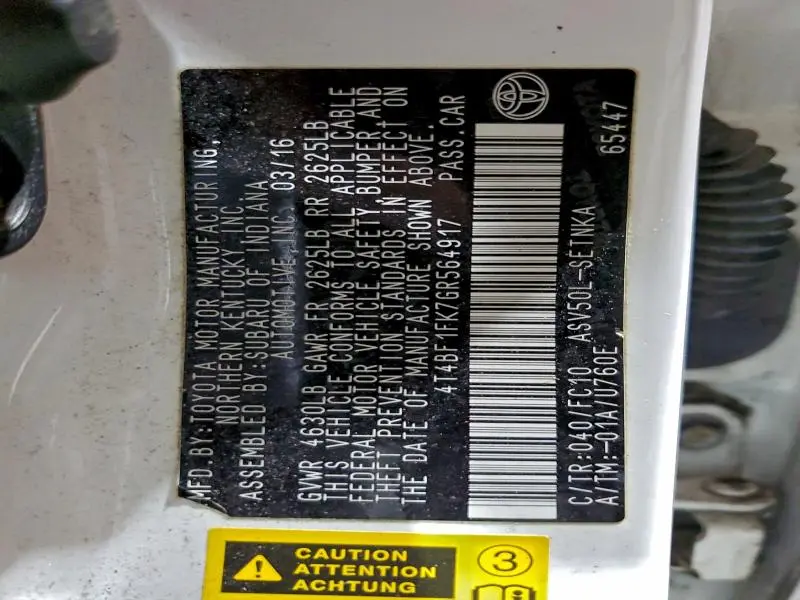 MFD. BY: TOYOTA MOTOR MANUFACTURING,
NORTHERN KENTUCKY INC.
ASSEMBLED BY: SUBARU OF INDIANA
AUTOMOTIVE, INC. 03/16
GVWR 4630LB GAWR FR 2625LB RR 2625LB
THIS VEHICLE CONFORMS TO ALL APPLICABLE
FEDERAL MOTOR VEHICLE SAFETY, BUMPER AND
THEFT PREVENTION STANDARDS IN EFFECT ON
THE DATE OF MANUFACTURE SHOWN ABOVE.
4T4BF1FK7GR564917 PASS.CAR
C/TR:040/FC10 ASV50L-SETNKA
A/TM:-01A/U760E 65447
CAUTION
ATTENTION
ACHTUNG
3